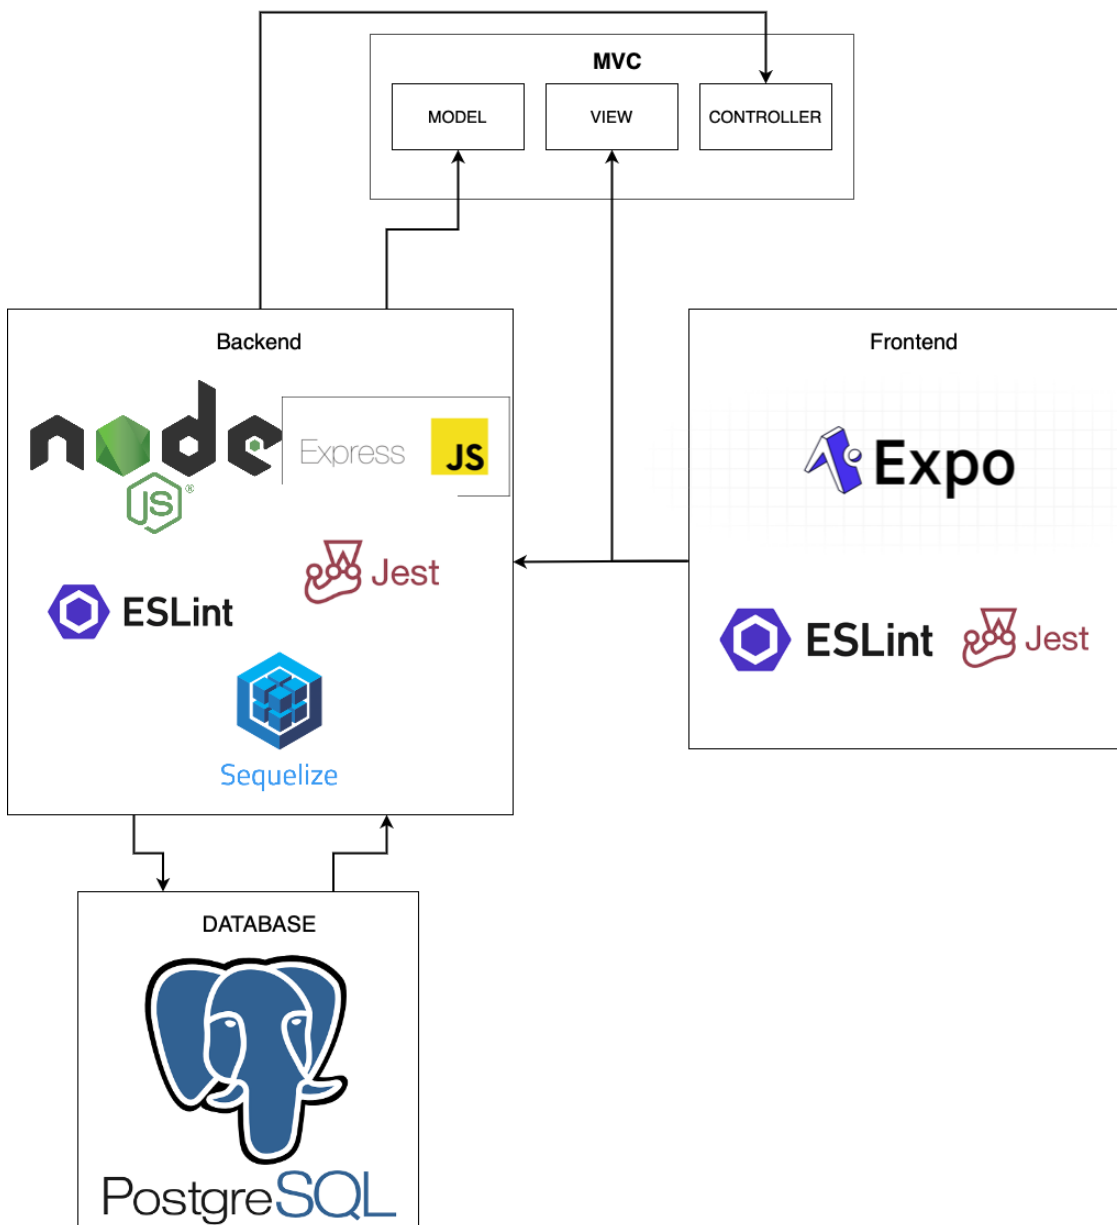 MVC
MODEL
VIEW
CONTROLLER
Backend
node
JS®
Express
JS
Jest
ESLint
Sequelize
Frontend
Expo
ESLint
Jest
DATABASE
PostgreSQL